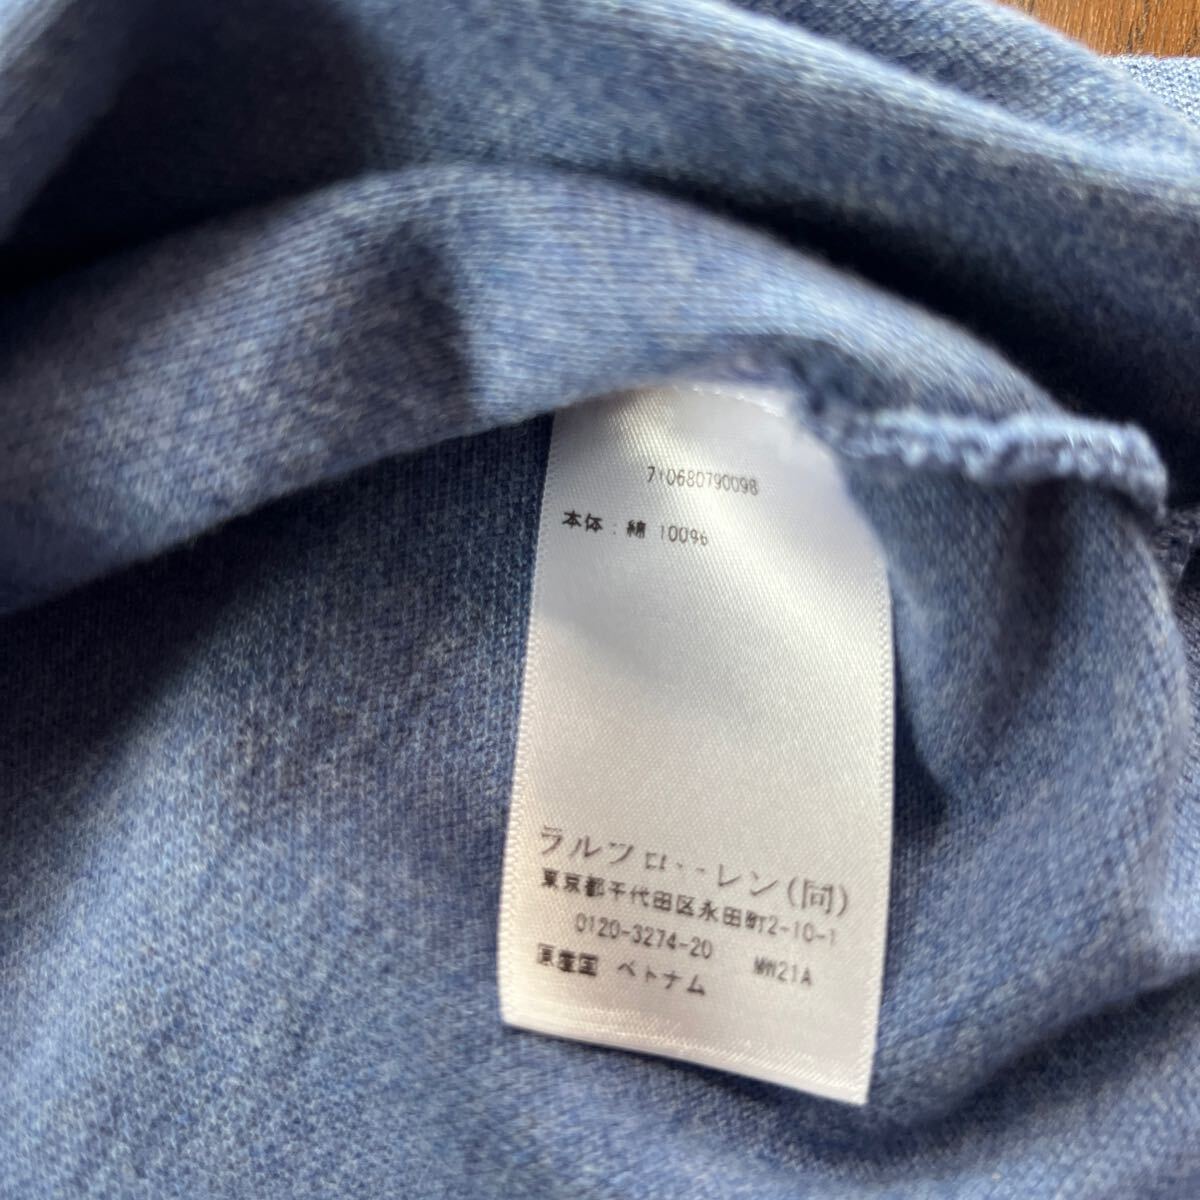 710680790098
本体：綿 100%
ラルフローレン(同)
東京都千代田区永田町2-10-1
0120-3274-20 MW21A
原産国 ベトナム